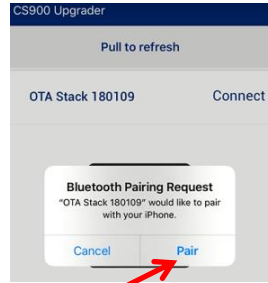 CS900 Upgrader
Pull to refresh
OTA Stack 180109 Connect
Bluetooth Pairing Request
"OTA Stack 180109" would like to pair
with your iPhone.
Cancel Pair